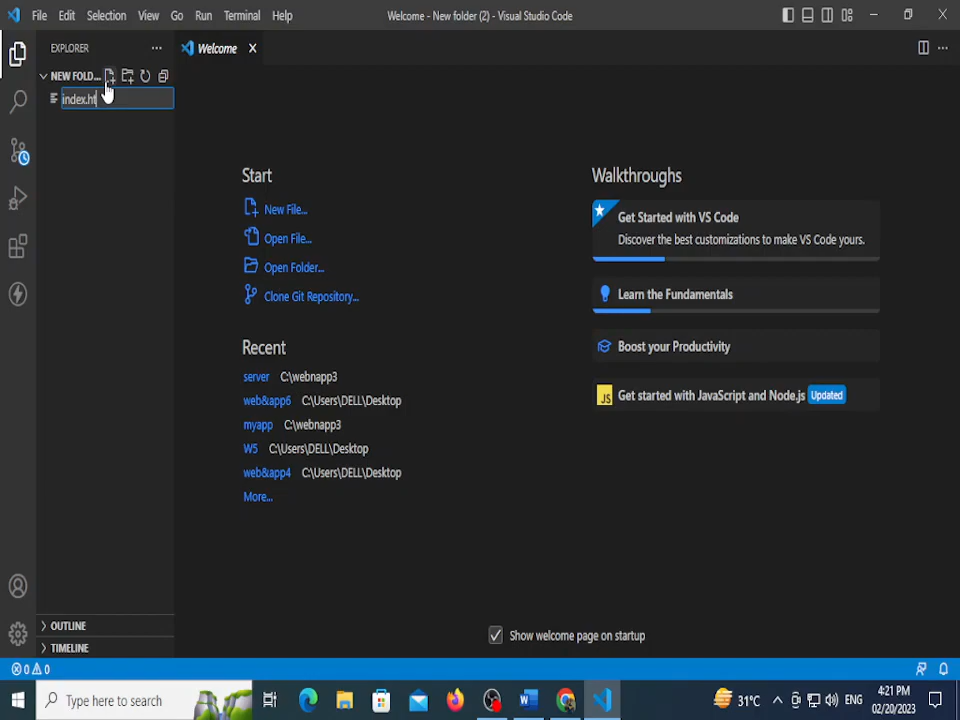 File Edit Selection View Go Run Terminal Help
Welcome - New folder (2) - Visual Studio Code
EXPLORER
Welcome
NEW FOLD...
index.ht
Start
New File...
Open File...
Open Folder...
Clone Git Repository...
Recent
server C:\webnapp3
web&app6 C:\Users\DELL\Desktop
myapp C:\webnapp3
W5 C:\Users\DELL\Desktop
web&app4 C:\Users\DELL\Desktop
More...
Walkthroughs
Get Started with VS Code
Discover the best customizations to make VS Code yours.
Learn the Fundamentals
Boost your Productivity
JS Get started with JavaScript and Node.js Updated
Show welcome page on startup
OUTLINE
TIMELINE
0 0
Type here to search
31°C
ENG
4:21 PM
02/20/2023